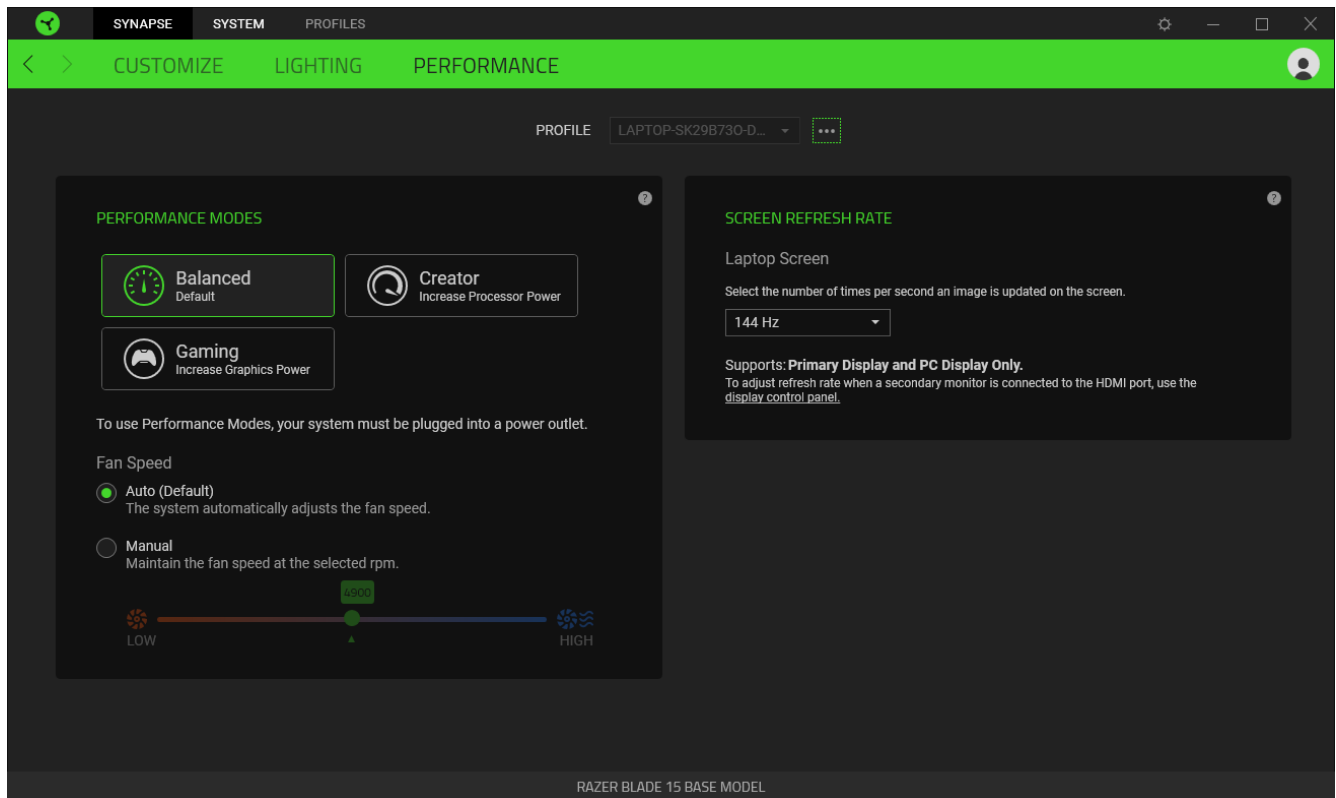 SYNAPSE SYSTEM PROFILES
CUSTOMIZE LIGHTING PERFORMANCE
PROFILE LAPTOP-SK29B73O-D...
PERFORMANCE MODES
Balanced
Default
Creator
Increase Processor Power
Gaming
Increase Graphics Power
To use Performance Modes, your system must be plugged into a power outlet.
Fan Speed
Auto (Default)
The system automatically adjusts the fan speed.
Manual
Maintain the fan speed at the selected rpm.
4900
LOW HIGH
SCREEN REFRESH RATE
Laptop Screen
Select the number of times per second an image is updated on the screen.
144 Hz
Supports: Primary Display and PC Display Only.
To adjust refresh rate when a secondary monitor is connected to the HDMI port, use the
display control panel.
RAZER BLADE 15 BASE MODEL